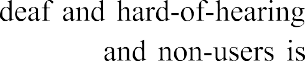 deaf and hard-of-hearing
and non-users is